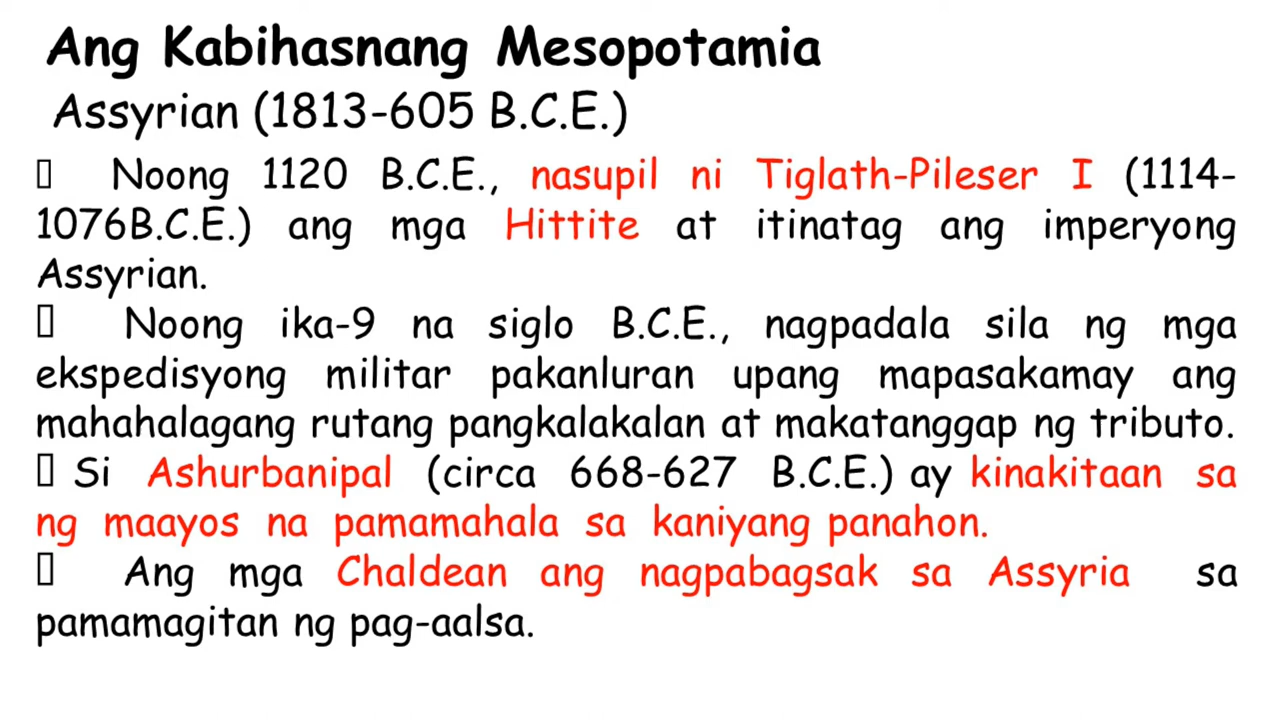 Ang Kabihasnang Mesopotamia
Assyrian (1813-605 B.C.E.)
▯ Noong 1120 B.C.E., nasupil ni Tiglath-Pileser I (1114-
1076B.C.E.) ang mga Hittite at itinatag ang imperyong
Assyrian.
▯ Noong ika-9 na siglo B.C.E., nagpadala sila ng mga
ekspedisyong militar pakanluran upang mapasakamay ang
mahahalagang rutang pangkalakalan at makatanggap ng tributo.
▯ Si Ashurbanipal (circa 668-627 B.C.E.) ay kinakitaan sa
ng maayos na pamamahala sa kaniyang panahon.
▯ Ang mga Chaldean ang nagpabagsak sa Assyria sa
pamamagitan ng pag-aalsa.